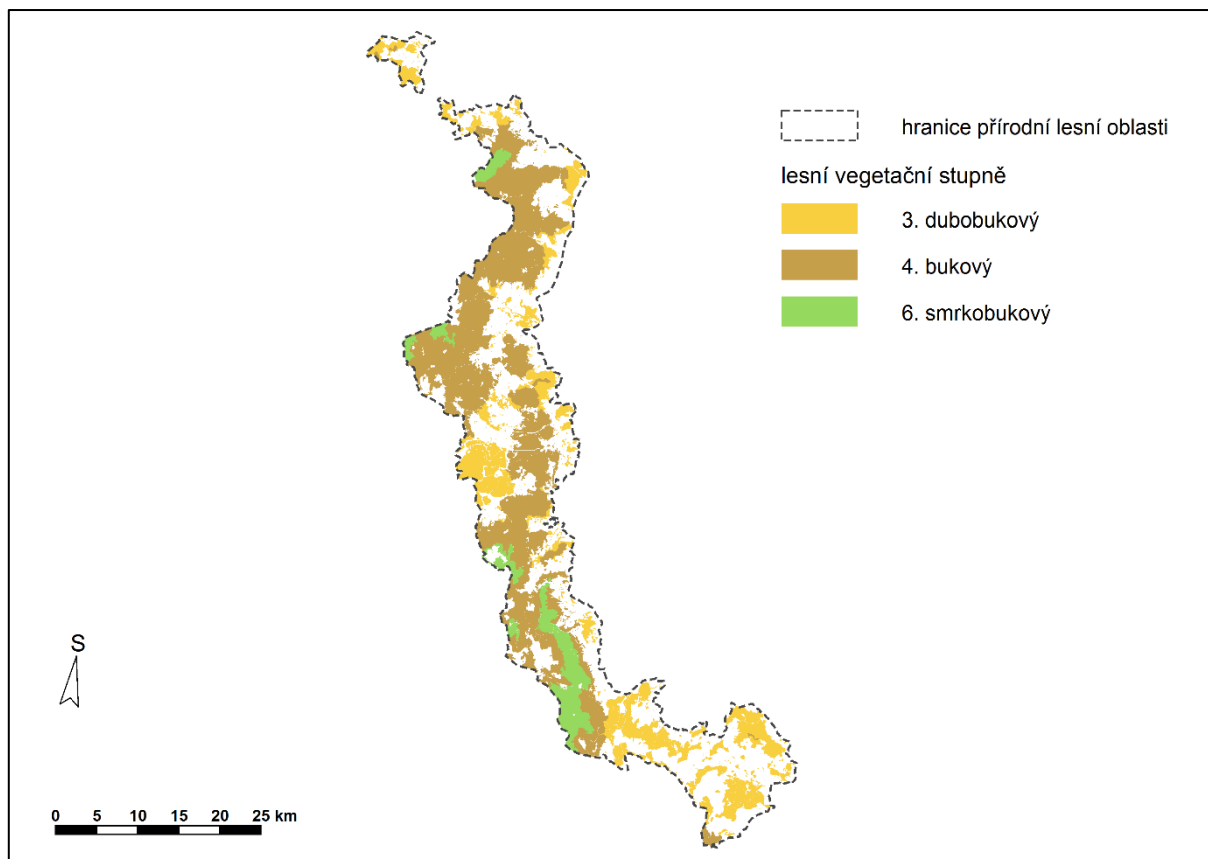 hranice přírodní lesní oblasti
lesní vegetační stupně
3. dubobukový
4. bukový
6. smrkobukový
S
0 5 10 15 20 25 km